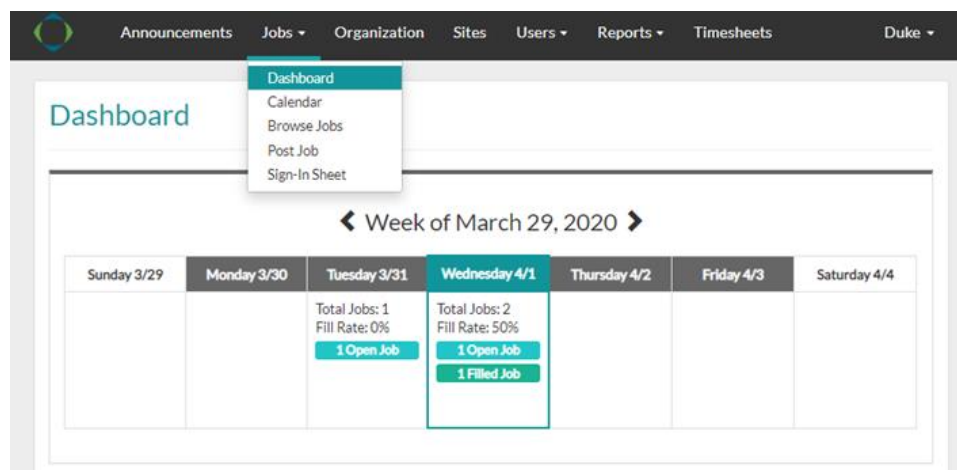 Announcements Jobs Organization Sites Users Reports Timesheets Duke
Dashboard
Calendar
Browse Jobs
Post Job
Sign-In Sheet
Dashboard
Week of March 29, 2020
Sunday 3/29 Monday 3/30 Tuesday 3/31 Wednesday 4/1 Thursday 4/2 Friday 4/3 Saturday 4/4
Total Jobs: 1 Total Jobs: 2
Fill Rate: 0% Fill Rate: 50%
1 Open Job 1 Open Job
1 Filled Job